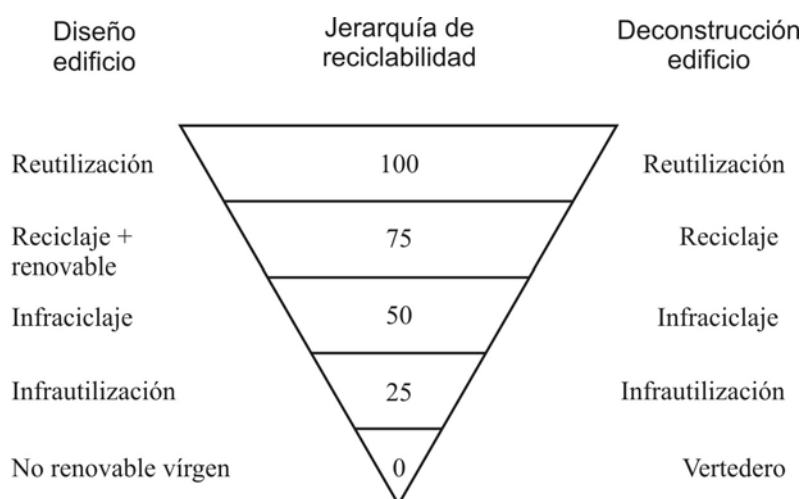 Diseño
edificio
Jerarquía de
reciclabilidad
Deconstrucción
edificio
Reutilización
100
Reutilización
Reciclaje +
renovable
75
Reciclaje
Infraciclaje
50
Infraciclaje
Infrautilización
25
Infrautilización
No renovable vírgen
0
Vertedero